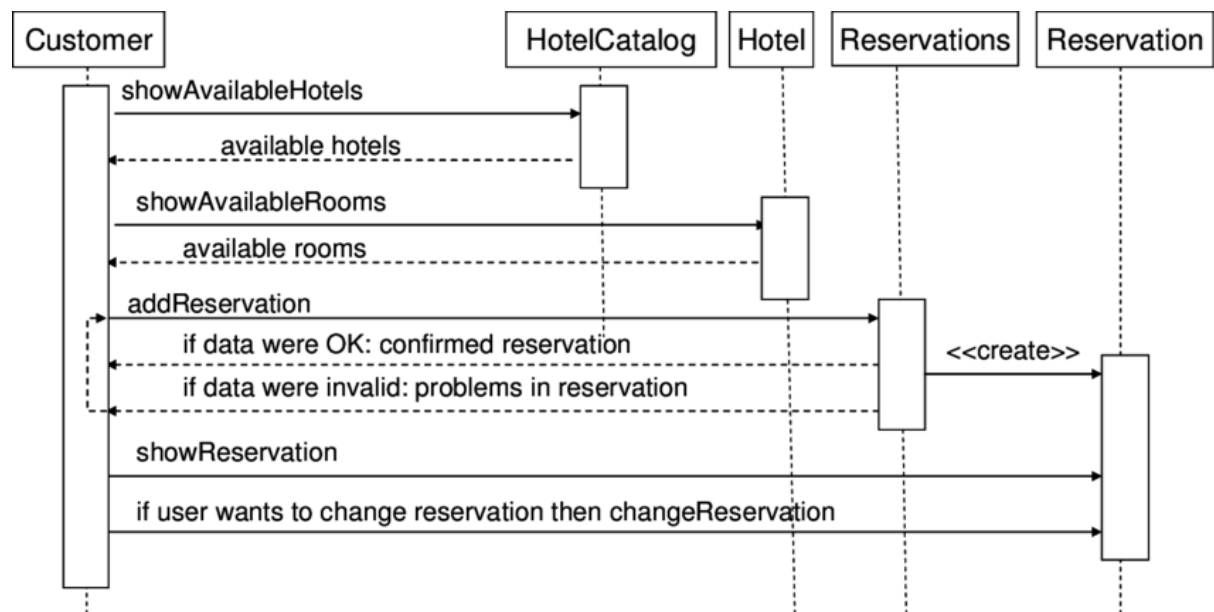 Customer
HotelCatalog
Hotel
Reservations
Reservation
showAvailableHotels
available hotels
showAvailableRooms
available rooms
addReservation
if data were OK: confirmed reservation
<<create>>
if data were invalid: problems in reservation
showReservation
if user wants to change reservation then changeReservation